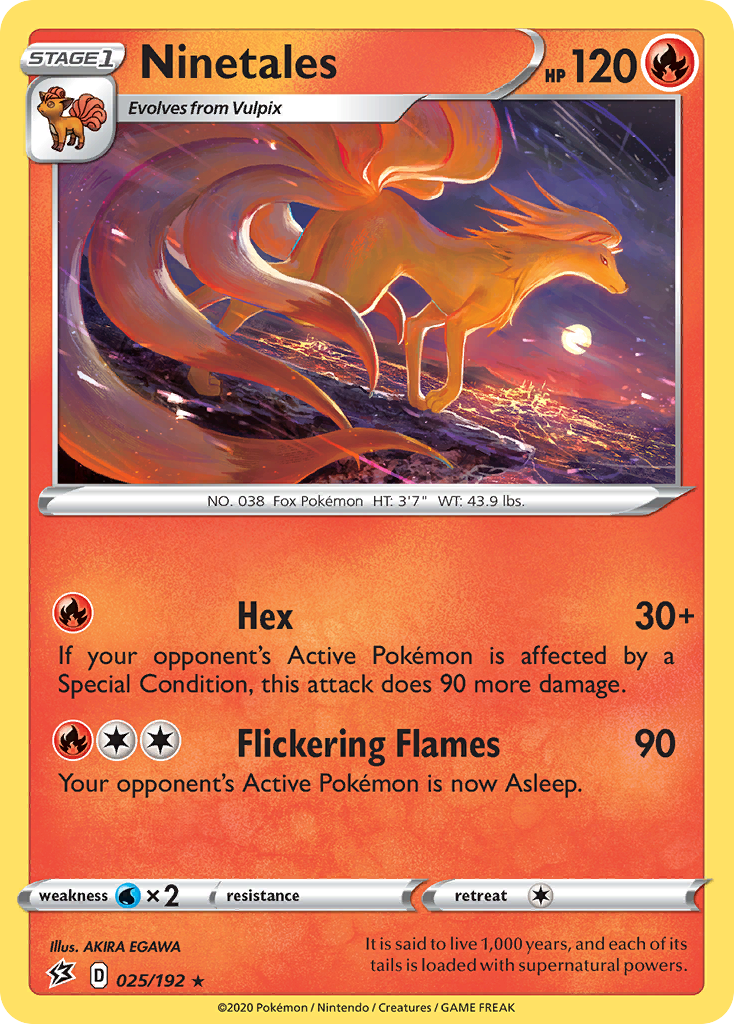 STAGE1
Ninetales
HP 120
Evolves from Vulpix
NO. 038 Fox Pokémon HT: 3'7" WT: 43.9 lbs.
Hex 30+
If your opponent's Active Pokémon is affected by a
Special Condition, this attack does 90 more damage.
Flickering Flames 90
Your opponent's Active Pokémon is now Asleep.
weakness ×2 resistance retreat
Illus. AKIRA EGAWA
It is said to live 1,000 years, and each of its
tails is loaded with supernatural powers.
D 025/192 ★
©2020 Pokémon / Nintendo / Creatures / GAME FREAK